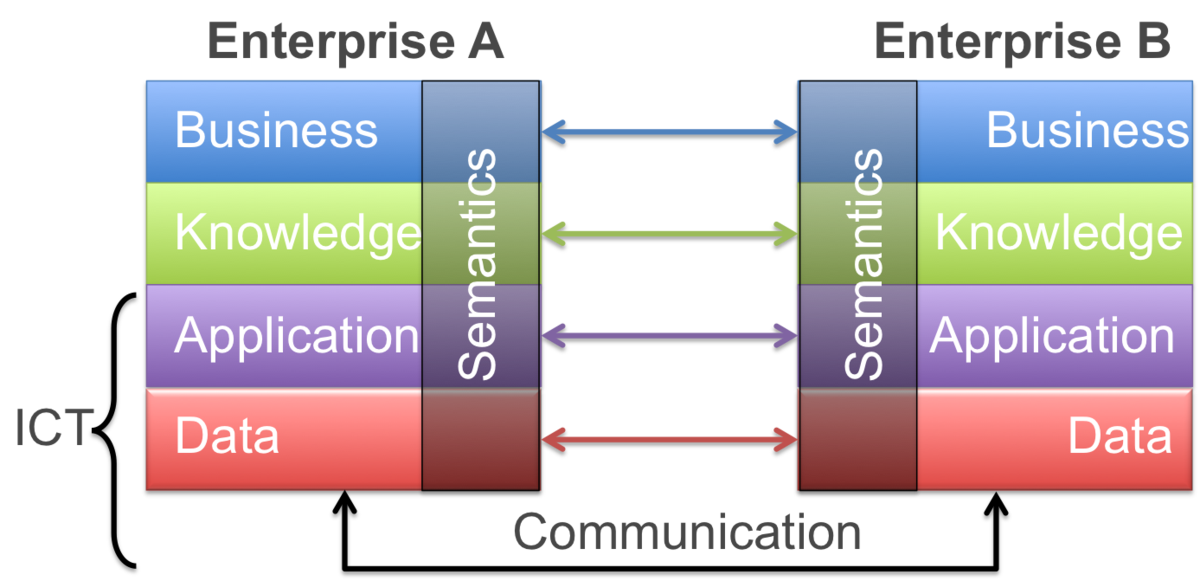 Enterprise A
Enterprise B
Business
Knowledge
Application
Data
Semantics
Semantics
Business
Knowledge
Application
Data
ICT
Communication